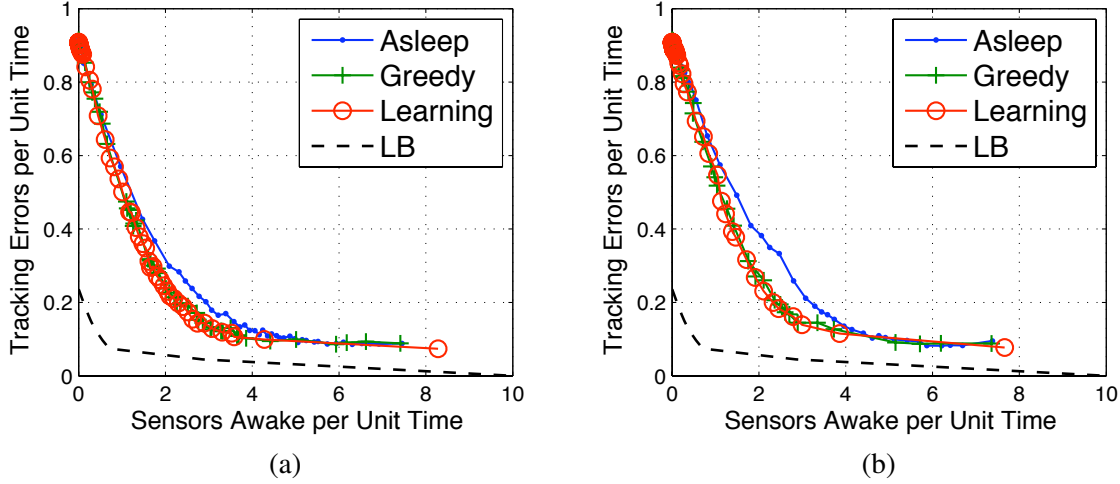 Tracking Errors per Unit Time
1
0.8
0.6
0.4
0.2
0
0 2 4 6 8 10
Sensors Awake per Unit Time
Asleep
Greedy
Learning
LB
(a)
Tracking Errors per Unit Time
1
0.8
0.6
0.4
0.2
0
0 2 4 6 8 10
Sensors Awake per Unit Time
Asleep
Greedy
Learning
LB
(b)